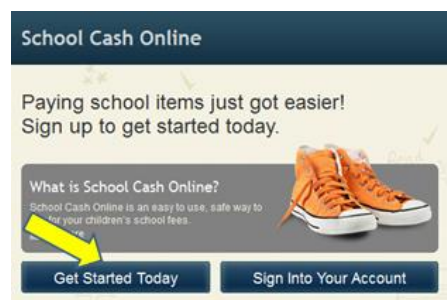 School Cash Online
Paying school items just got easier!
Sign up to get started today.
What is School Cash Online?
School Cash Online is an easy to use, safe way to
for your children's school fees.
Get Started Today
Sign Into Your Account